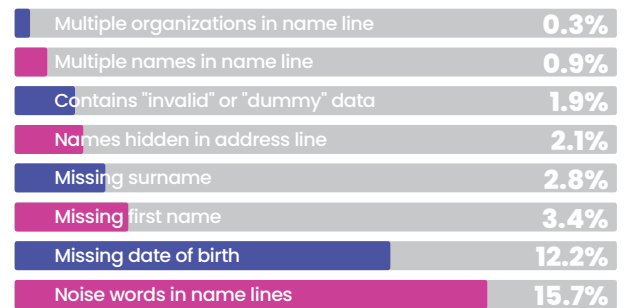 Multiple organizations in name line 0.3%
Multiple names in name line 0.9%
Contains "invalid" or "dummy" data 1.9%
Names hidden in address line 2.1%
Missing surname 2.8%
Missing first name 3.4%
Missing date of birth 12.2%
Noise words in name lines 15.7%